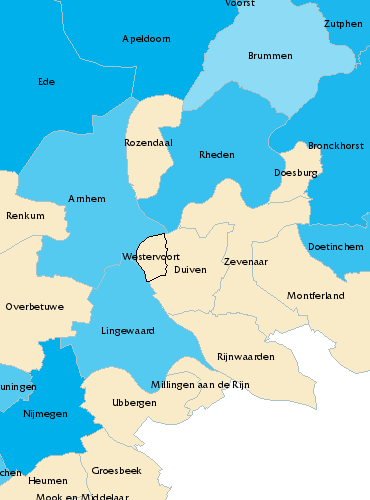 Voorst
Zutphen
Apeldoorn
Brummen
Ede
Rozendaal
Bronckhorst
Rheden
Doesburg
Arnhem
Renkum
Doetinchem
Westervoort
Zevenaar
Duiven
Montferland
Overbetuwe
Lingewaard
Rijnwaarden
uningen
Millingen aan de Rijn
Ubbergen
Nijmegen
chen
Groesbeek
Heumen
Mook en Middelaar